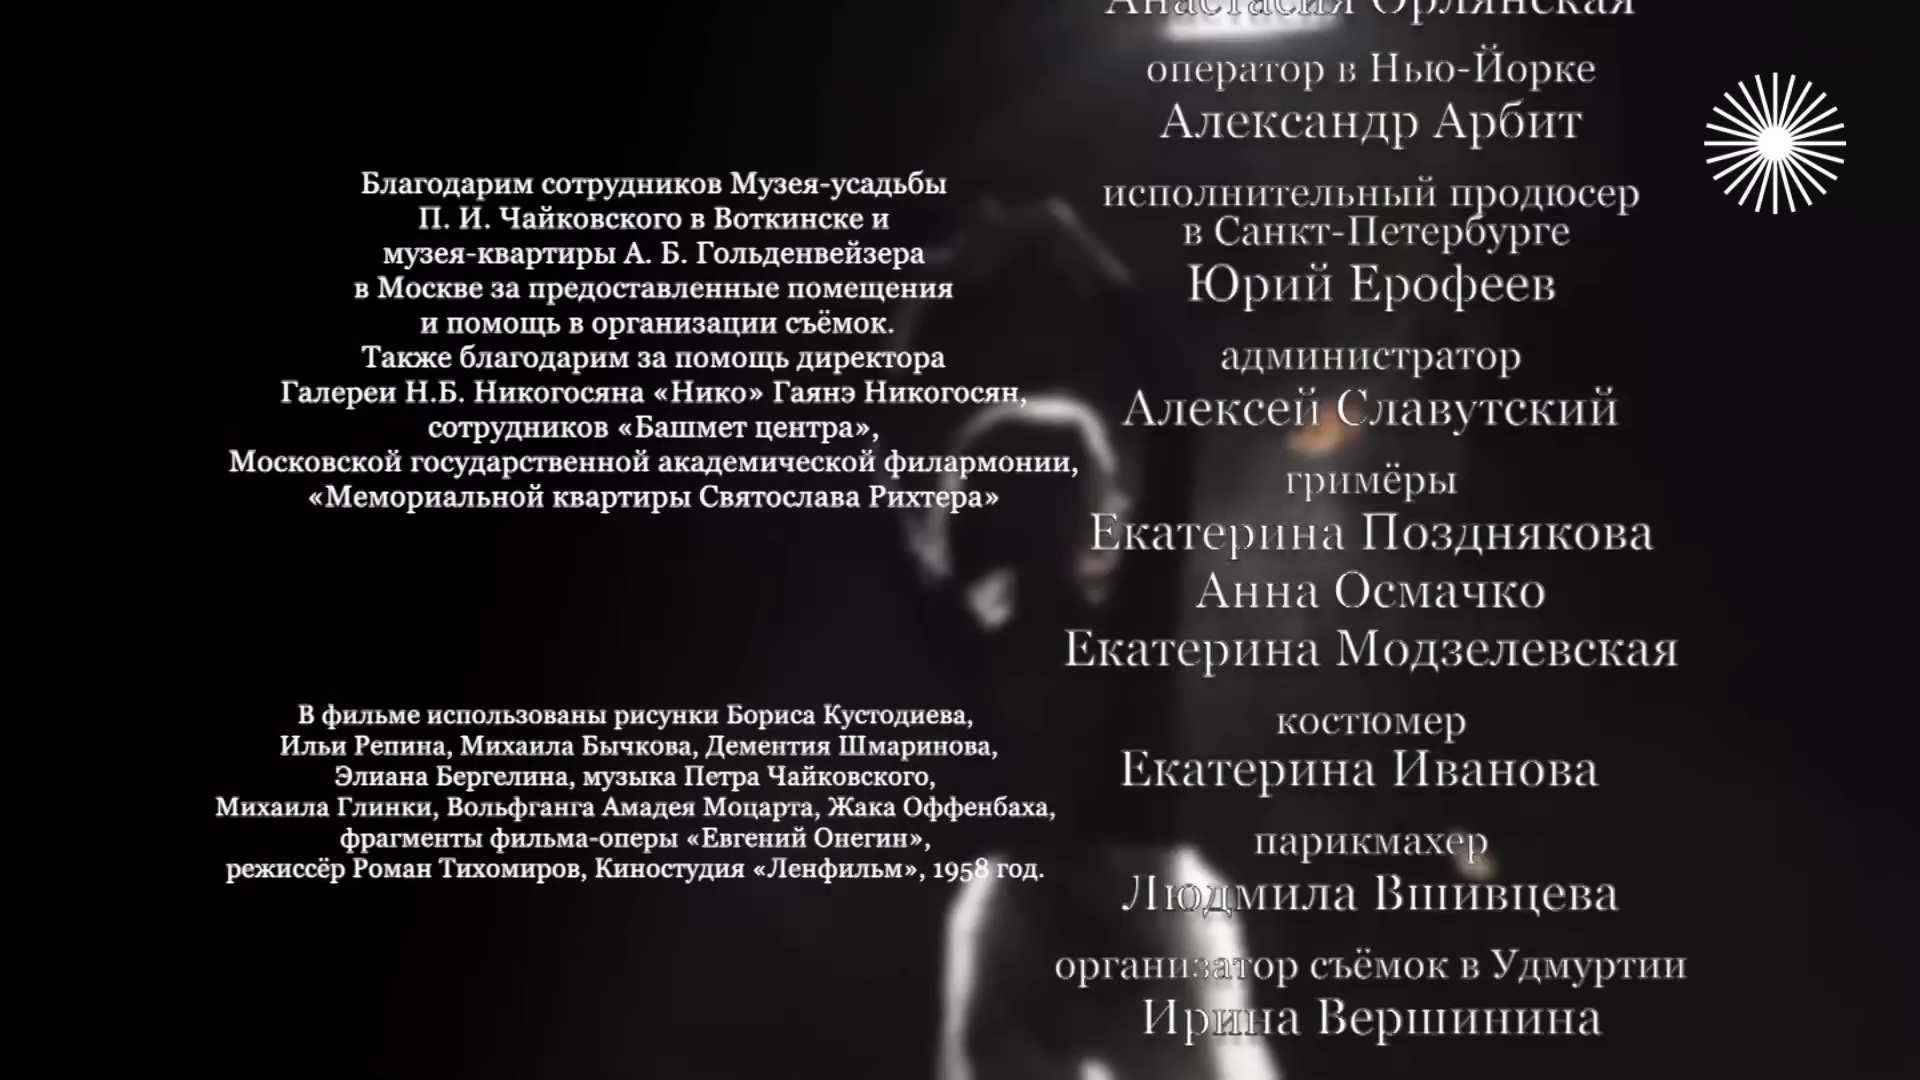 Благодарим сотрудников Музея-усадьбы
П. И. Чайковского в Воткинске и
музея-квартиры А. Б. Гольденвейзера
в Москве за предоставленные помещения
и помощь в организации съёмок.
Также благодарим за помощь директора
Галереи Н.Б. Никогосяна «Нико» Гаянэ Никогосян,
сотрудников «Башмет центра»,
Московской государственной академической филармонии,
«Мемориальной квартиры Святослава Рихтера»
В фильме использованы рисунки Бориса Кустодиева,
Ильи Репина, Михаила Бычкова, Дементия Шмаринова,
Элиана Бергелина, музыка Петра Чайковского,
Михаила Глинки, Вольфганга Амадея Моцарта, Жака Оффенбаха,
фрагменты фильма-оперы «Евгений Онегин»,
режиссёр Роман Тихомиров, Киностудия «Ленфильм», 1958 год.
Анастасия Орлянская
оператор в Нью-Йорке
Александр Арбит
исполнительный продюсер
в Санкт-Петербурге
Юрий Ерофеев
администратор
Алексей Славутский
гримёры
Екатерина Позднякова
Анна Осмачко
Екатерина Модзелевская
костюмер
Екатерина Иванова
парикмахер
Людмила Вшивцева
организатор съёмок в Удмуртии
Ирина Вершинина